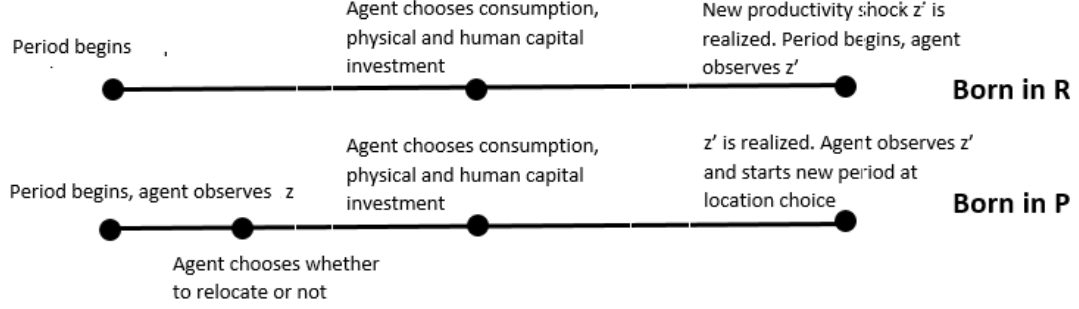 Agent chooses consumption,
physical and human capital
investment
New productivity shock z′ is
realized. Period begins, agent
observes z′
Period begins
Born in R
Agent chooses consumption,
physical and human capital
investment
z′ is realized. Agent observes z′
and starts new period at
location choice
Period begins, agent observes z
Born in P
Agent chooses whether
to relocate or not